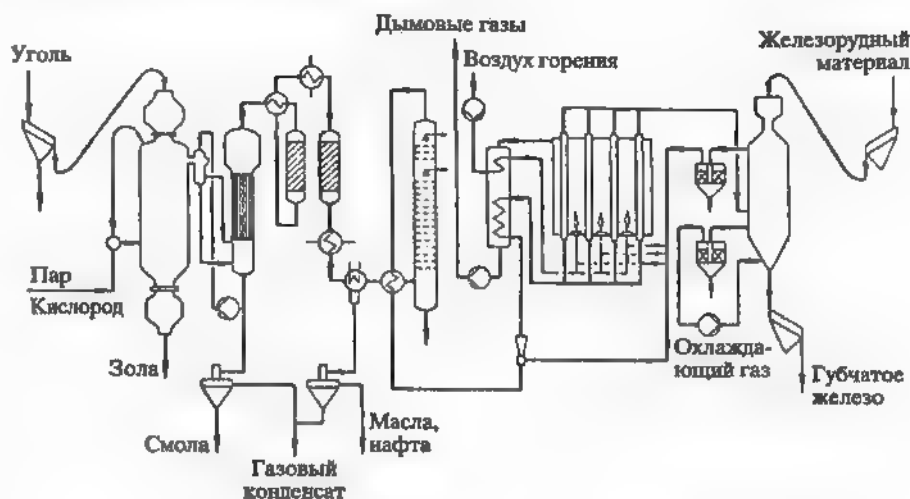 Дымовые газы
Уголь
Воздух горения
Железорудный
материал
Пар
Кислород
Зола
Охлаждаю-
ющий газ
Губчатое
железо
Смола
Масла,
нафта
Газовый
конденсат